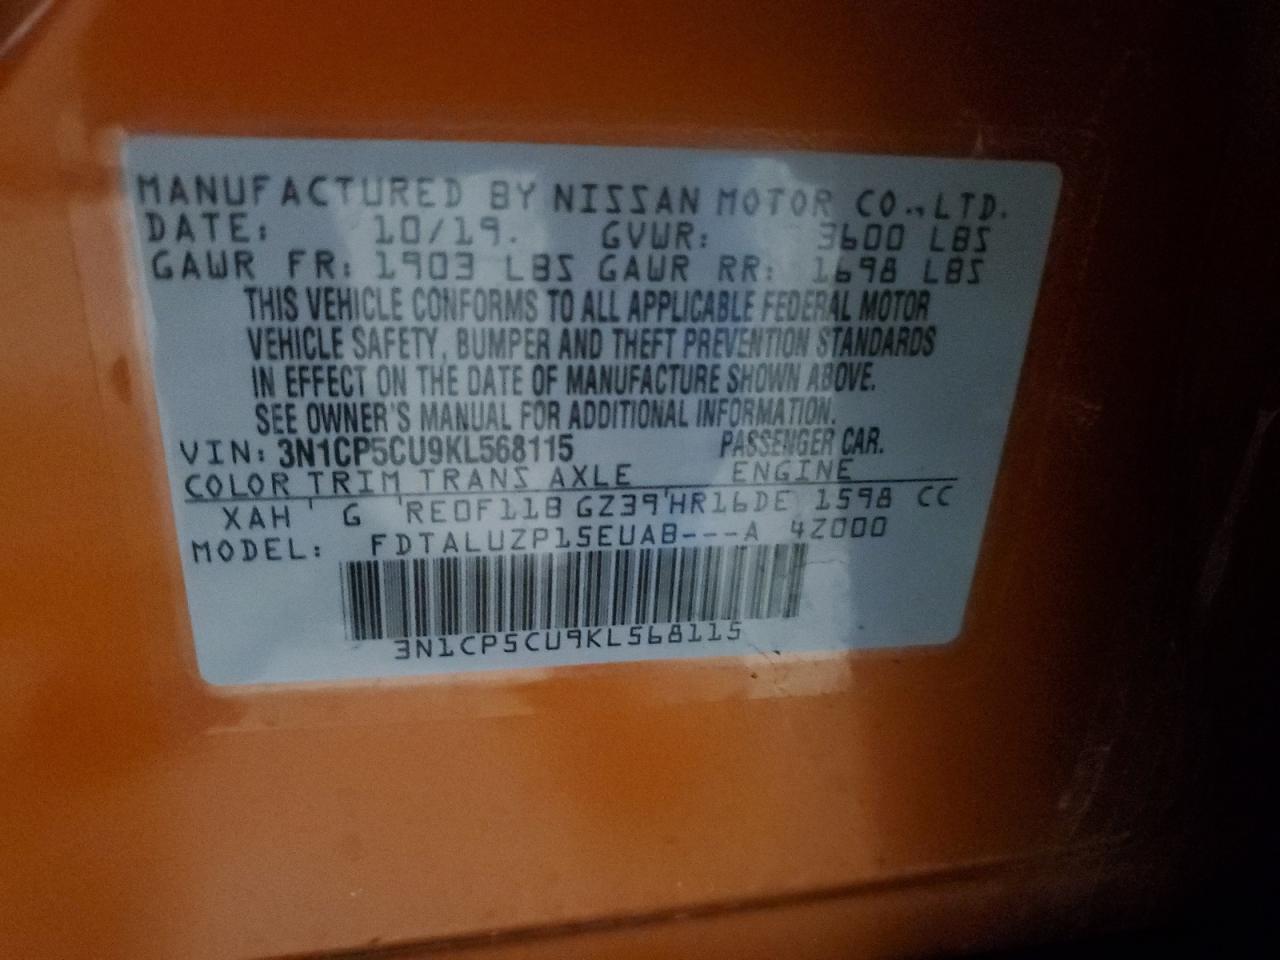 MANUFACTURED BY NISSAN MOTOR CO., LTD.
DATE: 10/19. GVWR: 3600 LBS
GAWR FR: 1903 LBS GAWR RR: 1698 LBS
THIS VEHICLE CONFORMS TO ALL APPLICABLE FEDERAL MOTOR
VEHICLE SAFETY, BUMPER AND THEFT PREVENTION STANDARDS
IN EFFECT ON THE DATE OF MANUFACTURE SHOWN ABOVE.
SEE OWNER'S MANUAL FOR ADDITIONAL INFORMATION.
VIN: 3N1CP5CU9KL568115 PASSENGER CAR.
COLOR TRIM TRANS AXLE ENGINE
XAH ' G 'RE0F11B GZ39'HR16DE 1598 CC
MODEL: FDTALUZP15EUAB---A 4Z000
3N1CP5CU9KL568115